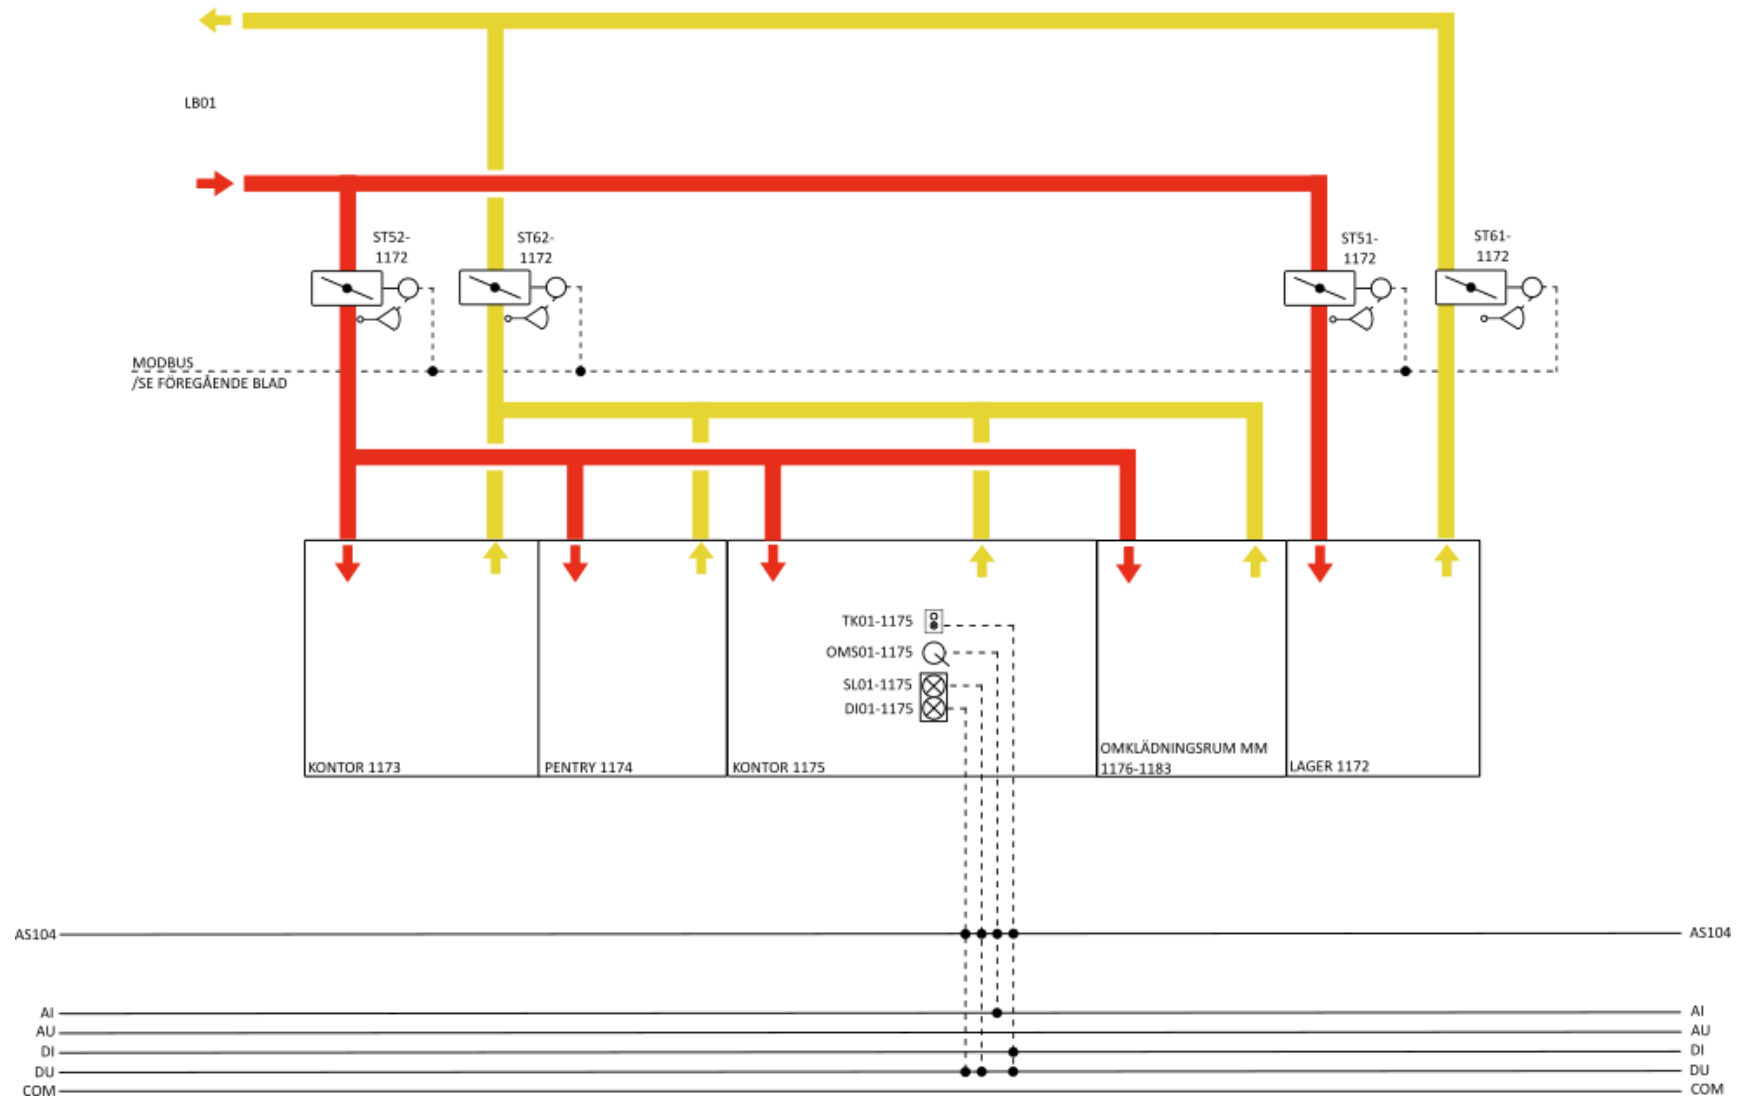 LB01
ST52-
1172
ST62-
1172
ST51-
1172
ST61-
1172
MODBUS
/SE FÖREGÅENDE BLAD
TK01-1175
OMS01-1175
SL01-1175
DI01-1175
KONTOR 1173
PENTRY 1174
KONTOR 1175
OMKLÄDNINGSRUM MM
1176-1183
LAGER 1172
AS104
AS104
AI
AI
AU
AU
DI
DI
DU
DU
COM
COM